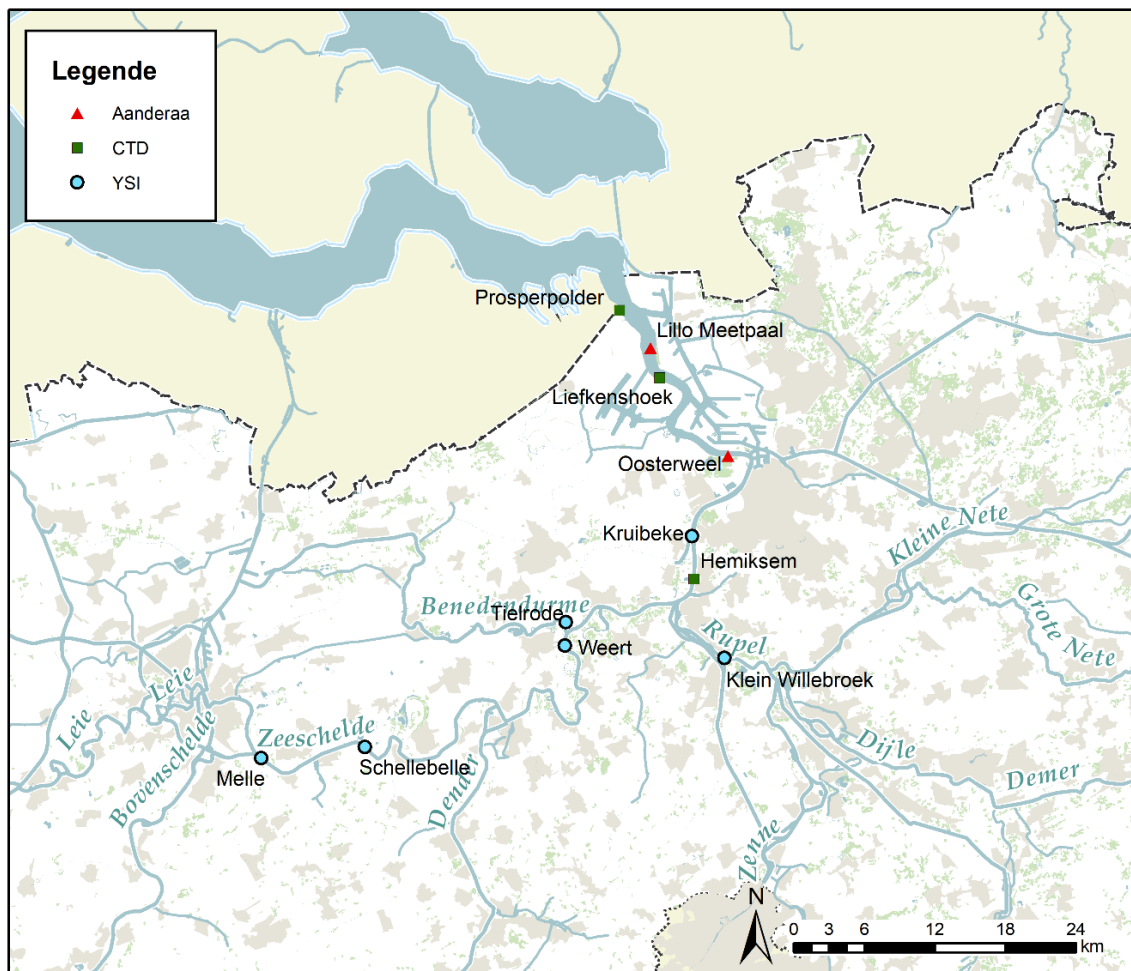 Legende
Aanderaa
CTD
YSI
Prosperpolder
Lillo Meetpaal
Liefkenshoek
Oosterweel
Kruibeke
Kleine Nete
Hemiksem
Grote Nete
Benedendurme
Tielrode
Weert
Rupel
Klein Willebroek
Leie
Leie
Bovenschelde
Zeeschelde
Melle
Schellebelle
Dender
Dijle
Demer
Zenne
N
0 3 6 12 18 24
km